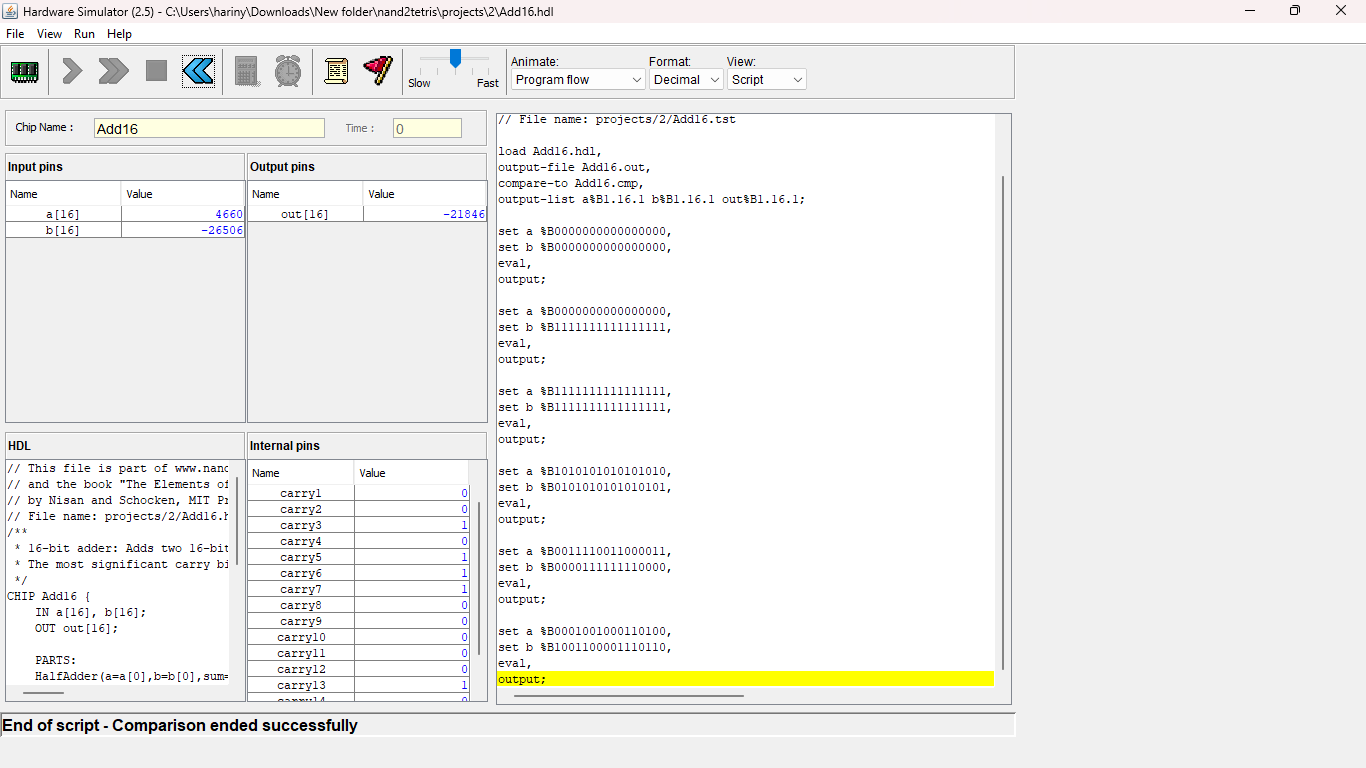 Hardware Simulator (2.5) - C:\Users\hariny\Downloads\New folder\nand2tetris\projects\2\Add16.hdl
File View Run Help
Slow Fast
Animate: Format: View:
Program flow Decimal Script
Chip Name : Add16 Time : 0
Input pins
Name Value
a[16] 4660
b[16] -26506
Output pins
Name Value
out[16] -21846
HDL
// This file is part of www.nand
// and the book "The Elements of
// by Nisan and Schocken, MIT Pr
// File name: projects/2/Add16.h
/**
* 16-bit adder: Adds two 16-bit
* The most significant carry bi
*/
CHIP Add16 {
IN a[16], b[16];
OUT out[16];
PARTS:
HalfAdder(a=a[0],b=b[0],sum=
Internal pins
Name Value
carry1 0
carry2 0
carry3 1
carry4 0
carry5 1
carry6 1
carry7 1
carry8 0
carry9 0
carry10 0
carry11 0
carry12 0
carry13 1
carry14 0
// File name: projects/2/Add16.tst
load Add16.hdl,
output-file Add16.out,
compare-to Add16.cmp,
output-list a%B1.16.1 b%B1.16.1 out%B1.16.1;
set a %B0000000000000000,
set b %B0000000000000000,
eval,
output;
set a %B0000000000000000,
set b %B1111111111111111,
eval,
output;
set a %B1111111111111111,
set b %B1111111111111111,
eval,
output;
set a %B1010101010101010,
set b %B0101010101010101,
eval,
output;
set a %B0011110011000011,
set b %B0000111111110000,
eval,
output;
set a %B0001001000110100,
set b %B1001100001110110,
eval,
output;
End of script - Comparison ended successfully